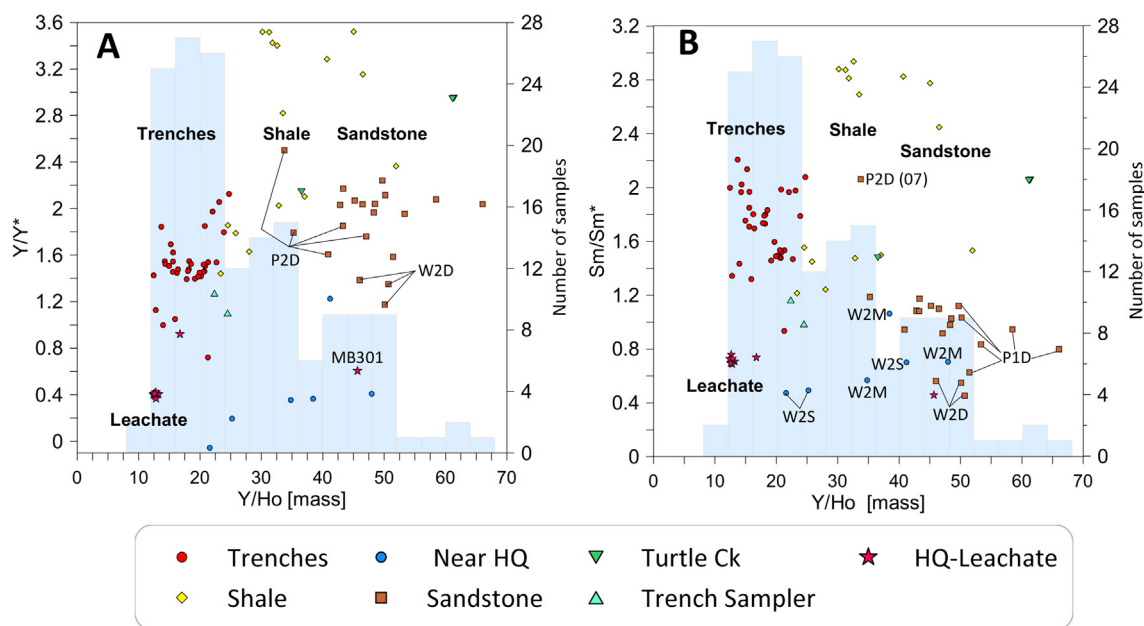 A
3.6
3.2
2.8
2.4
2
1.6
1.2
0.8
0.4
0
Y/Y*
28
24
20
16
12
8
4
0
Number of samples
Trenches
Shale
Sandstone
P2D
W2D
MB301
Leachate
0 10 20 30 40 50 60 70
Y/Ho [mass]
B
3.2
2.8
2.4
2
1.6
1.2
0.8
0.4
0
Sm/Sm*
28
24
20
16
12
8
4
0
Number of samples
Trenches
Shale
Sandstone
P2D (07)
W2M
W2S
W2M
P1D
Leachate
W2M
W2S
W2D
0 10 20 30 40 50 60 70
Y/Ho [mass]
Trenches Near HQ Turtle Ck HQ-Leachate
Shale Sandstone Trench Sampler